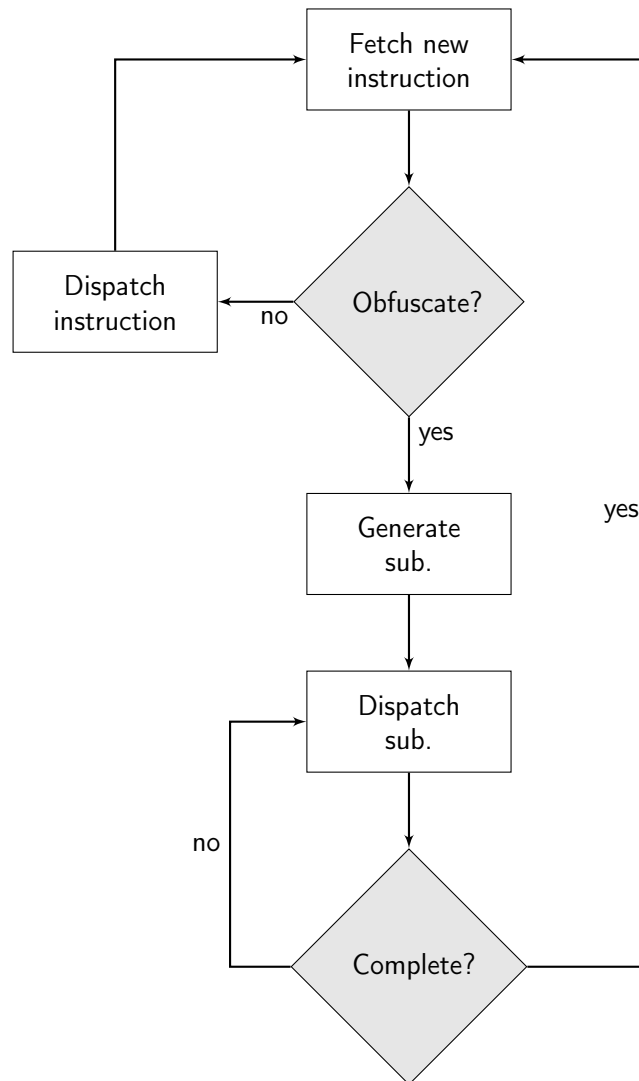 Fetch new
instruction
Dispatch
instruction
no
Obfuscate?
yes
Generate
sub.
yes
Dispatch
sub.
no
Complete?